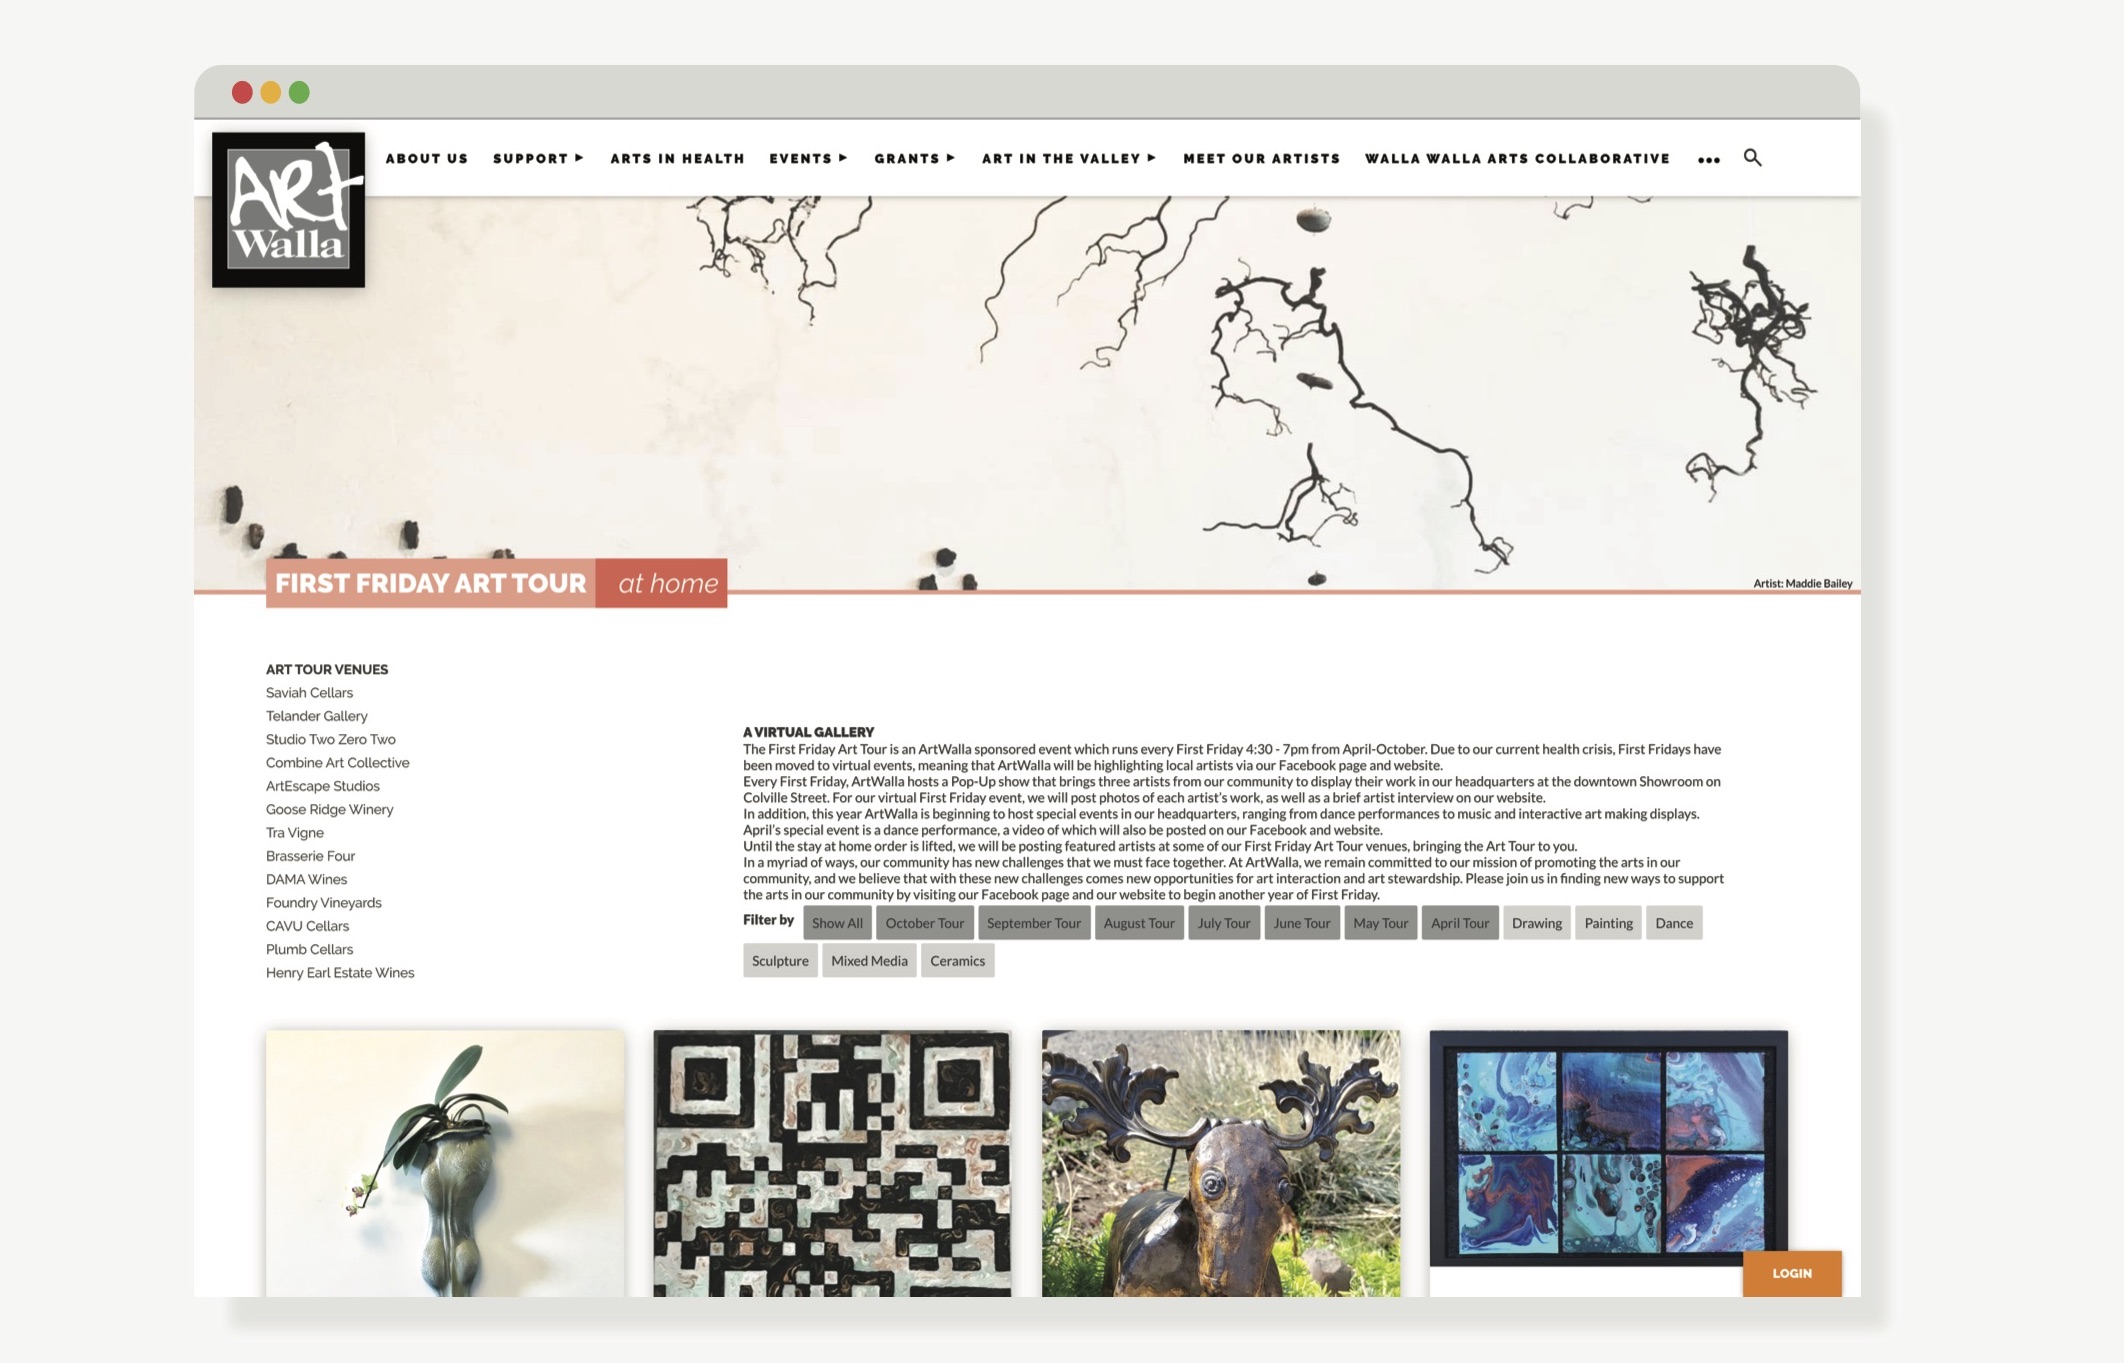 ART
Walla
ABOUT US SUPPORT ▸ ARTS IN HEALTH EVENTS ▸ GRANTS ▸ ART IN THE VALLEY ▸ MEET OUR ARTISTS WALLA WALLA ARTS COLLABORATIVE •••
Artist: Maddie Bailey
FIRST FRIDAY ART TOUR at home
ART TOUR VENUES
Saviah Cellars
Telander Gallery
Studio Two Zero Two
Combine Art Collective
ArtEscape Studios
Goose Ridge Winery
Tra Vigne
Brasserie Four
DAMA Wines
Foundry Vineyards
CAVU Cellars
Plumb Cellars
Henry Earl Estate Wines
A VIRTUAL GALLERY
The First Friday Art Tour is an ArtWalla sponsored event which runs every First Friday 4:30 - 7pm from April-October. Due to our current health crisis, First Fridays have
been moved to virtual events, meaning that ArtWalla will be highlighting local artists via our Facebook page and website.
Every First Friday, ArtWalla hosts a Pop-Up show that brings three artists from our community to display their work in our headquarters at the downtown Showroom on
Colville Street. For our virtual First Friday event, we will post photos of each artist's work, as well as a brief artist interview on our website.
In addition, this year ArtWalla is beginning to host special events in our headquarters, ranging from dance performances to music and interactive art making displays.
April's special event is a dance performance, a video of which will also be posted on our Facebook and website.
Until the stay at home order is lifted, we will be posting featured artists at some of our First Friday Art Tour venues, bringing the Art Tour to you.
In a myriad of ways, our community has new challenges that we must face together. At ArtWalla, we remain committed to our mission of promoting the arts in our
community, and we believe that with these new challenges comes new opportunities for art interaction and art stewardship. Please join us in finding new ways to support
the arts in our community by visiting our Facebook page and our website to begin another year of First Friday.
Filter by Show All October Tour September Tour August Tour July Tour June Tour May Tour April Tour Drawing Painting Dance
Sculpture Mixed Media Ceramics
LOGIN